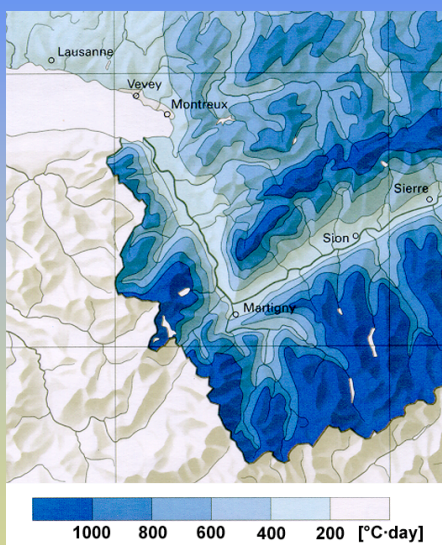 Lausanne
Vevey
Montreux
Sierre
Sion
Martigny
1000 800 600 400 200 [°C·day]